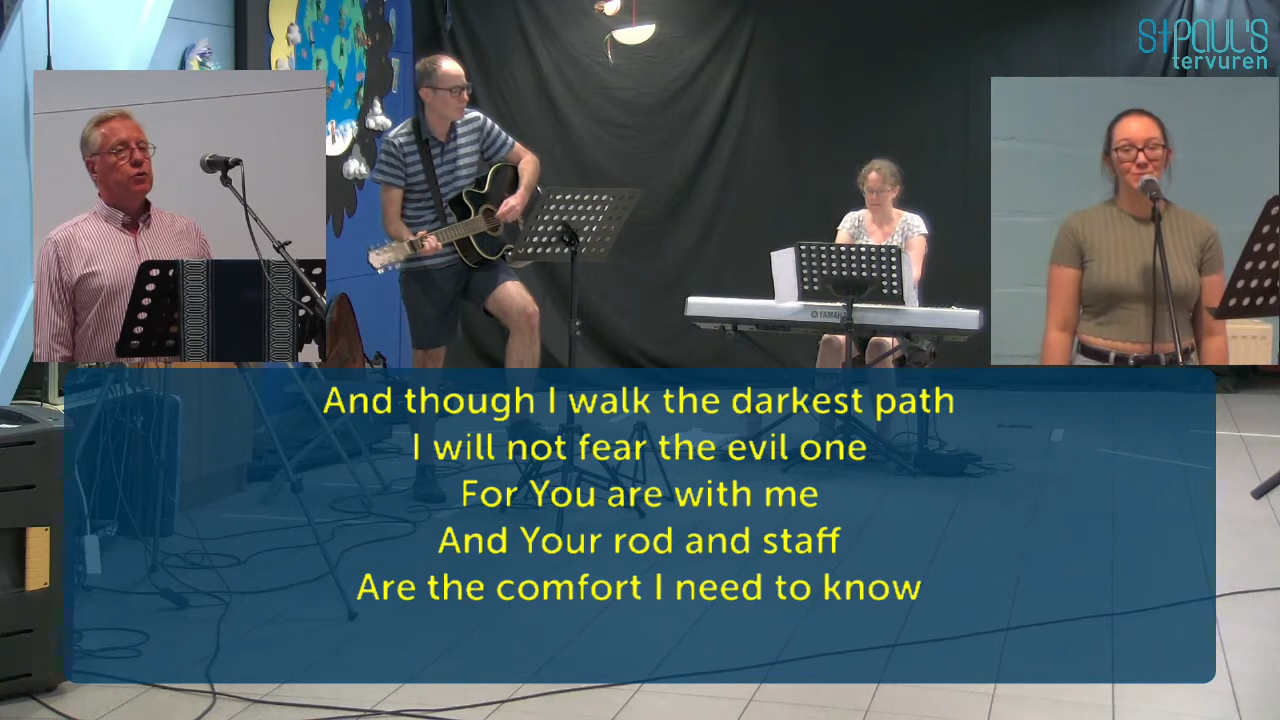 St PAUL'S
tervuren
YAMAHA
And though I walk the darkest path
I will not fear the evil one
For You are with me
And Your rod and staff
Are the comfort I need to know